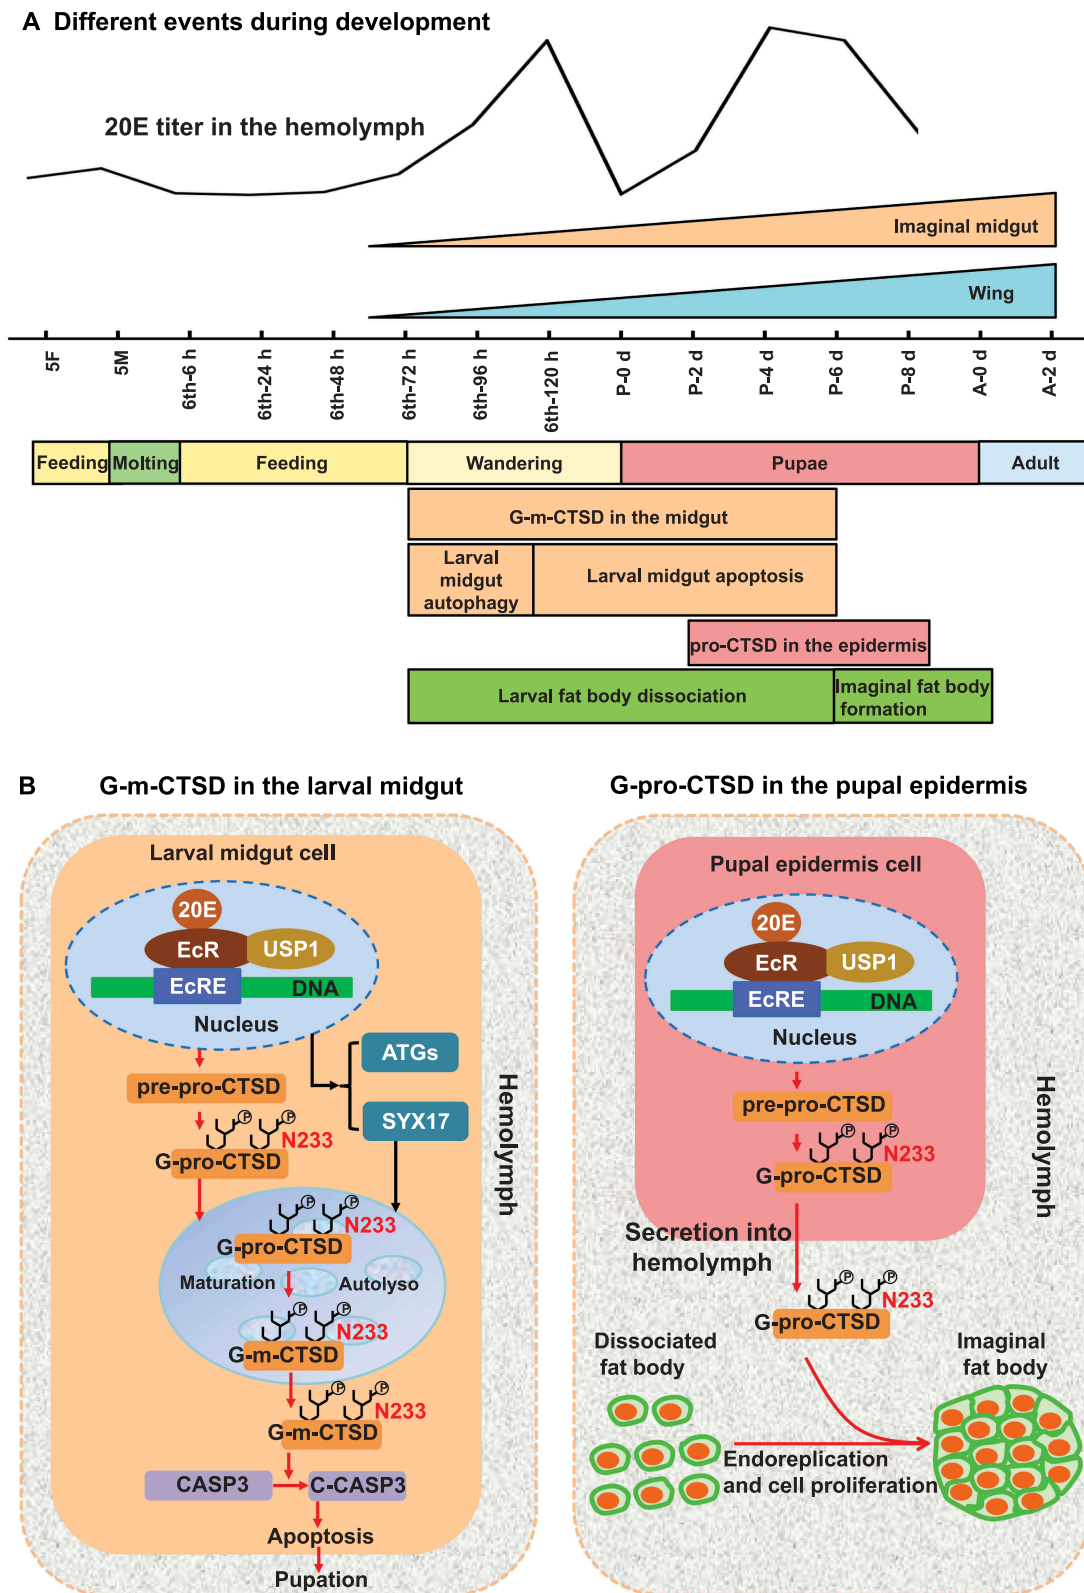 A Different events during development
20E titer in the hemolymph
Imaginal midgut
Wing
5F
5M
6th-6 h
6th-24 h
6th-48 h
6th-72 h
6th-96 h
6th-120 h
P-0 d
P-2 d
P-4 d
P-6 d
P-8 d
A-0 d
A-2 d
Feeding
Molting
Feeding
Wandering
Pupae
Adult
G-m-CTSD in the midgut
Larval
midgut
autophagy
Larval midgut apoptosis
pro-CTSD in the epidermis
Larval fat body dissociation
Imaginal fat body
formation
B
G-m-CTSD in the larval midgut
Larval midgut cell
20E
EcR
USP1
EcRE
DNA
Nucleus
ATGs
SYX17
pre-pro-CTSD
P
P
N233
G-pro-CTSD
P
P
N233
G-pro-CTSD
Maturation
Autolyso
P
P
N233
G-m-CTSD
P
P
N233
G-m-CTSD
CASP3
C-CASP3
Apoptosis
Pupation
Hemolymph
G-pro-CTSD in the pupal epidermis
Pupal epidermis cell
20E
EcR
USP1
EcRE
DNA
Nucleus
pre-pro-CTSD
P
P
N233
G-pro-CTSD
Secretion into
hemolymph
P
P
N233
G-pro-CTSD
Hemolymph
Dissociated
fat body
Imaginal
fat body
Endoreplication
and cell proliferation